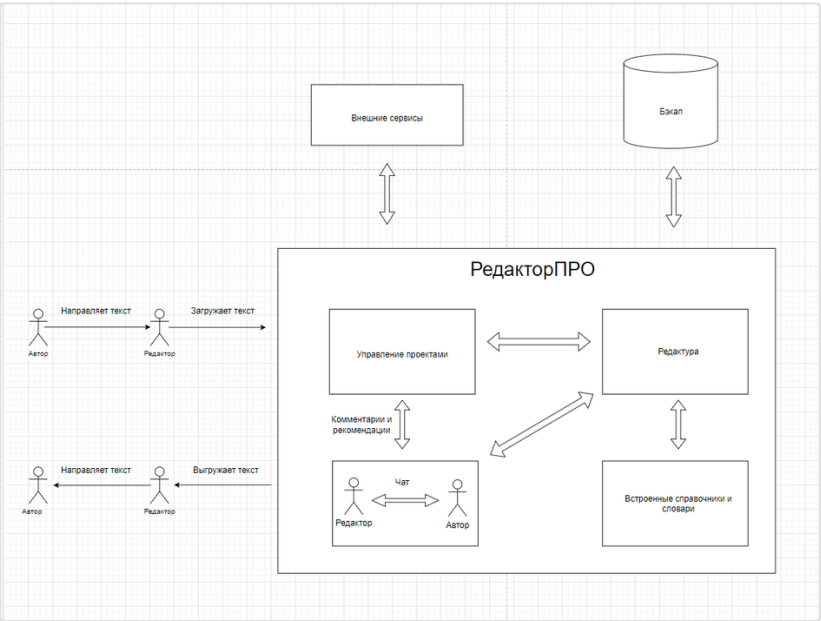 Внешние сервисы
Бэкап
РедакторПРО
Направляет текст
Загружает текст
Автор
Редактор
Управление проектами
Редактура
Комментарии и
рекомендации
Направляет текст
Выгружает текст
Автор
Редактор
Чат
Редактор
Автор
Встроенные справочники и
словари